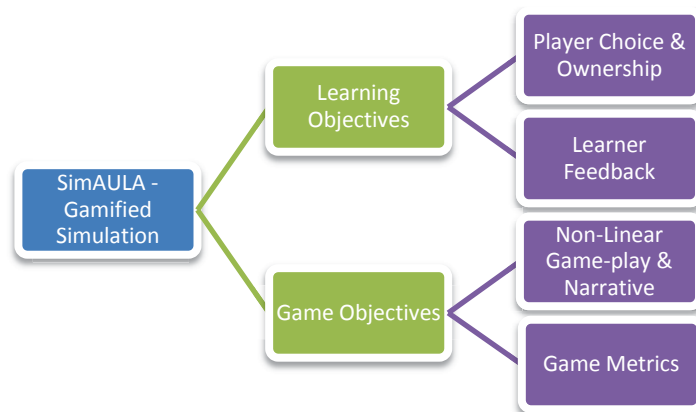 SimAULA -
Gamified
Simulation
Learning
Objectives
Player Choice &
Ownership
Learner
Feedback
Game Objectives
Non-Linear
Game-play &
Narrative
Game Metrics